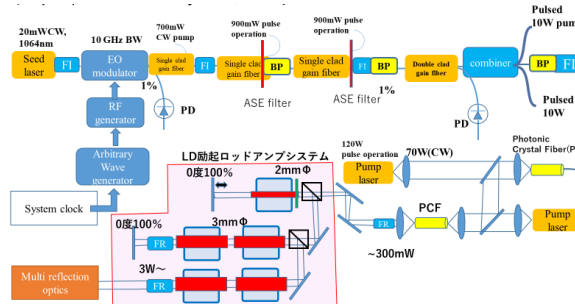 20mWCW,
1064nm
10 GHz BW
700mW
CW pump
900mW pulse
operation
900mW pulse
operation
Pulsed
10W pum
Seed
laser
FI
EO
modulator
Single clad
gain fiber
FI
Single clad
gain fiber
BP
Single clad
gain fiber
FI
BP
Double clad
gain fiber
combiner
BP
FI
1%
PD
ASE filter
ASE filter
1%
PD
Pulsed
10W
RF
generator
Arbitrary
Wave generator
System clock
LD励起ロッドアンプシステム
0度100%
2mmΦ
0度100%
3mmΦ
FR
3W～
FR
Multi reflection
optics
120W
pulse operation
70W(CW)
Pump
laser
Photonic
Crystal Fiber(P
FR
PCF
Pump
laser
~300mW